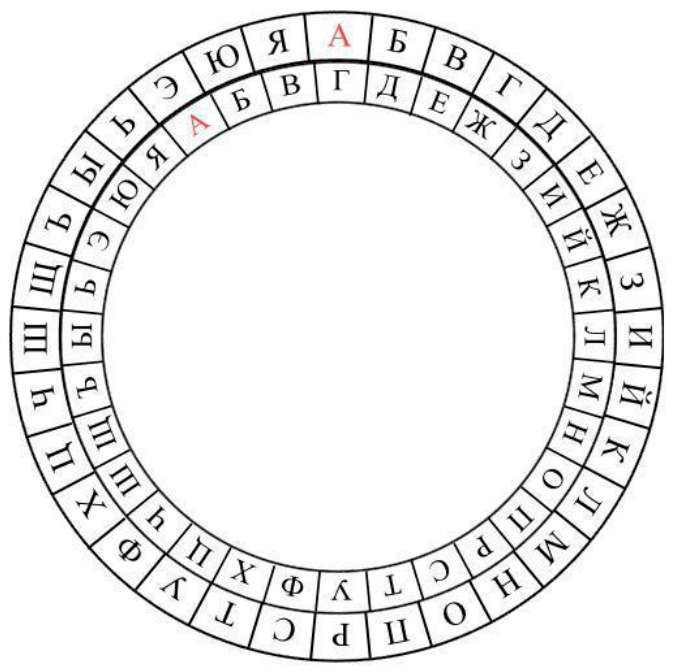 А Б В Г Д Е Ж З И Й К Л М Н О П Р С Т У Ф Х Ц Ч Ш Щ Ъ Ы Ь Э Ю Я
А Б В Г Д Е Ж З И Й К Л М Н О П Р С Т У Ф Х Ц Ч Ш Щ Ъ Ы Ь Э Ю Я